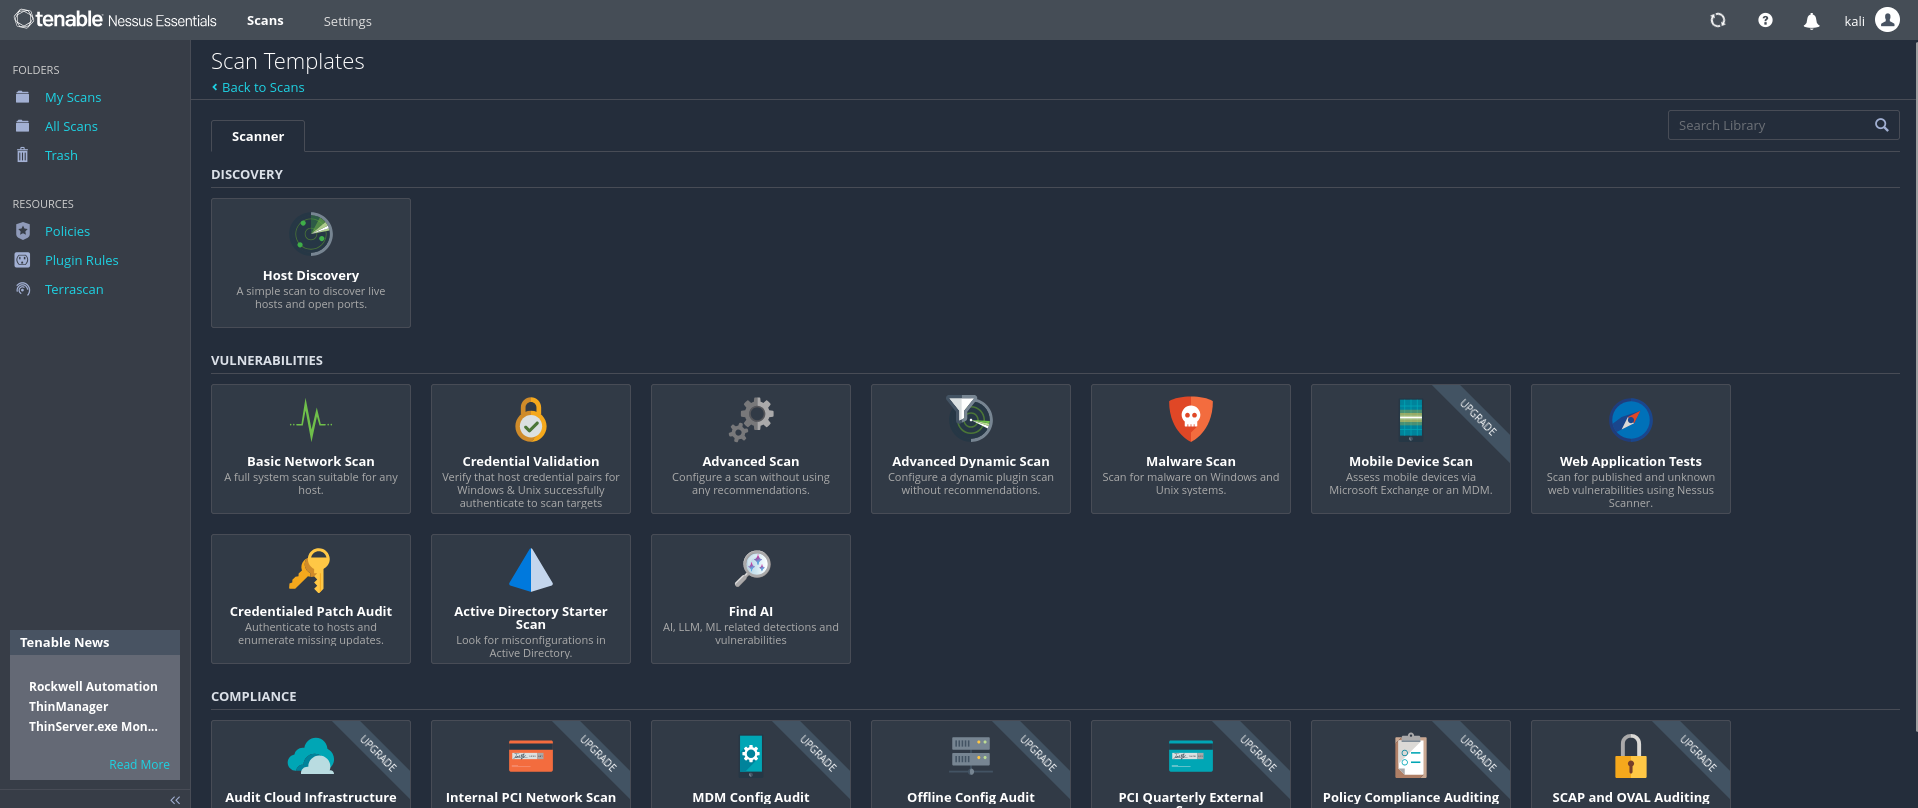 tenable Nessus Essentials Scans Settings kali
FOLDERS
My Scans
All Scans
Trash
RESOURCES
Policies
Plugin Rules
Terrascan
Tenable News
Rockwell Automation
ThinManager
ThinServer.exe Mon...
Read More
Scan Templates
Back to Scans
Scanner
Search Library
DISCOVERY
Host Discovery
A simple scan to discover live
hosts and open ports.
VULNERABILITIES
Basic Network Scan
A full system scan suitable for any
host.
Credential Validation
Verify that host credential pairs for
Windows & Unix successfully
authenticate to scan targets
Advanced Scan
Configure a scan without using
any recommendations.
Advanced Dynamic Scan
Configure a dynamic plugin scan
without recommendations.
Malware Scan
Scan for malware on Windows and
Unix systems.
UPGRADE
Mobile Device Scan
Assess mobile devices via
Microsoft Exchange or an MDM.
Web Application Tests
Scan for published and unknown
web vulnerabilities using Nessus
Scanner.
Credentialed Patch Audit
Authenticate to hosts and
enumerate missing updates.
Active Directory Starter
Scan
Look for misconfigurations in
Active Directory.
Find AI
AI, LLM, ML related detections and
vulnerabilities
COMPLIANCE
UPGRADE
Audit Cloud Infrastructure
UPGRADE
Internal PCI Network Scan
UPGRADE
MDM Config Audit
UPGRADE
Offline Config Audit
UPGRADE
PCI Quarterly External
UPGRADE
Policy Compliance Auditing
UPGRADE
SCAP and OVAL Auditing